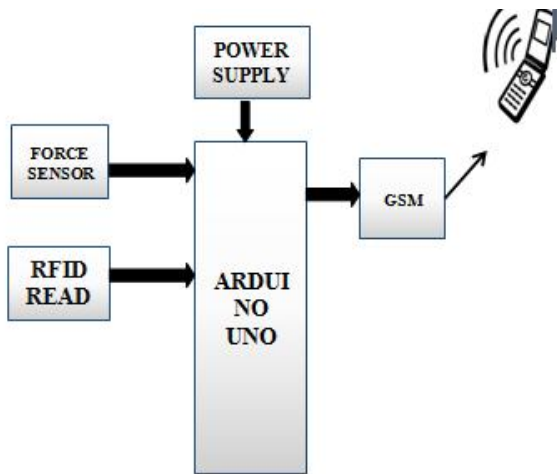 POWER
SUPPLY
FORCE
SENSOR
GSM
RFID
READ
ARDUI
NO
UNO